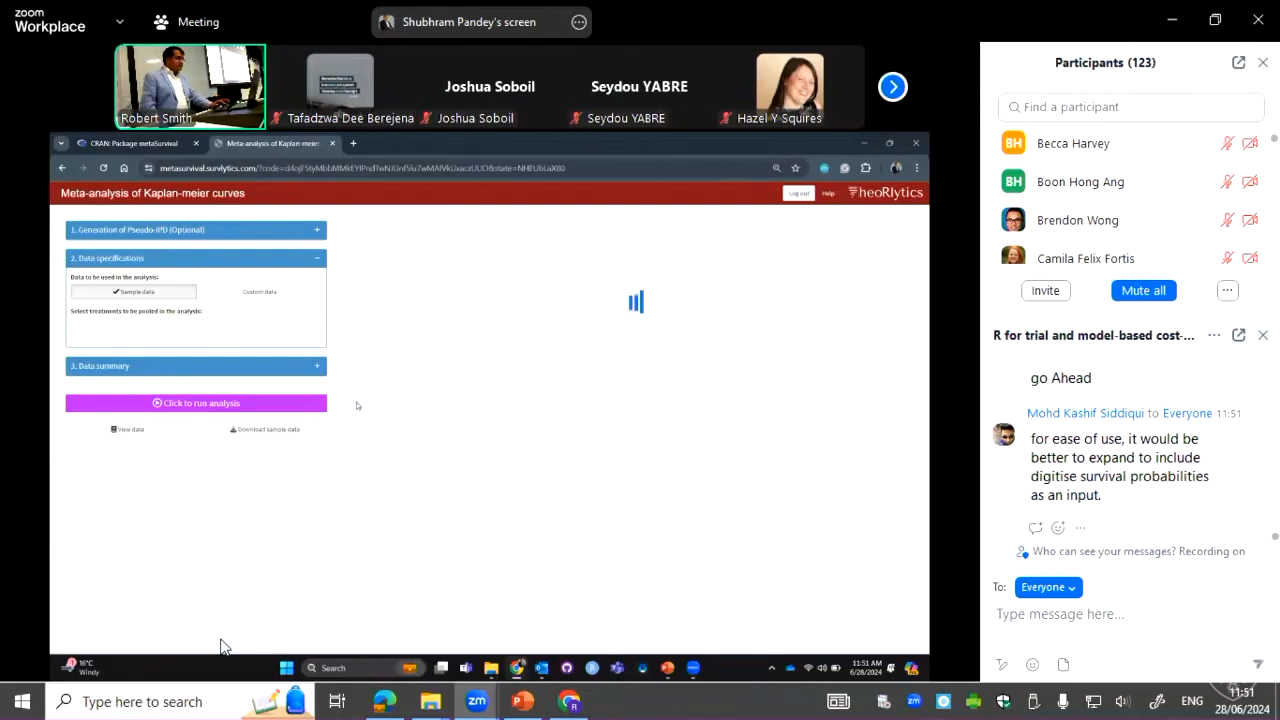 zoom
Workplace
Meeting
Shubhram Pandey's screen
Robert Smith
Tafadzwa Dee Berejena
Joshua Soboil
Joshua Soboil
Seydou YABRE
Seydou YABRE
Hazel Y Squires
Participants (123)
Find a participant
BH
Becca Harvey
BH
Boon Hong Ang
Brendon Wong
Camila Felix Fortis
Invite
Mute all
R for trial and model-based cost-...
go Ahead
Mohd Kashif Siddiqui to Everyone 11:51
for ease of use, it would be
better to expand to include
digitise survival probabilities
as an input.
Who can see your messages? Recording on
To: Everyone
Type message here...
CRAN: Package metaSurvival
Meta-analysis of Kaplan-meier
Meta-analysis of Kaplan-meier curves
Log out
Help
HeoRlytics
1. Generation of Pseudo-IPD (Optional)
2. Data specifications
Data to be used in the analysis:
Sample data
Custom data
Select treatments to be pooled in the analysis:
3. Data summary
Click to run analysis
View data
Download sample data
1
16°C
Windy
Search
11:51 AM
6/28/2024
Type here to search
zm
ENG
11:51
28/06/2024